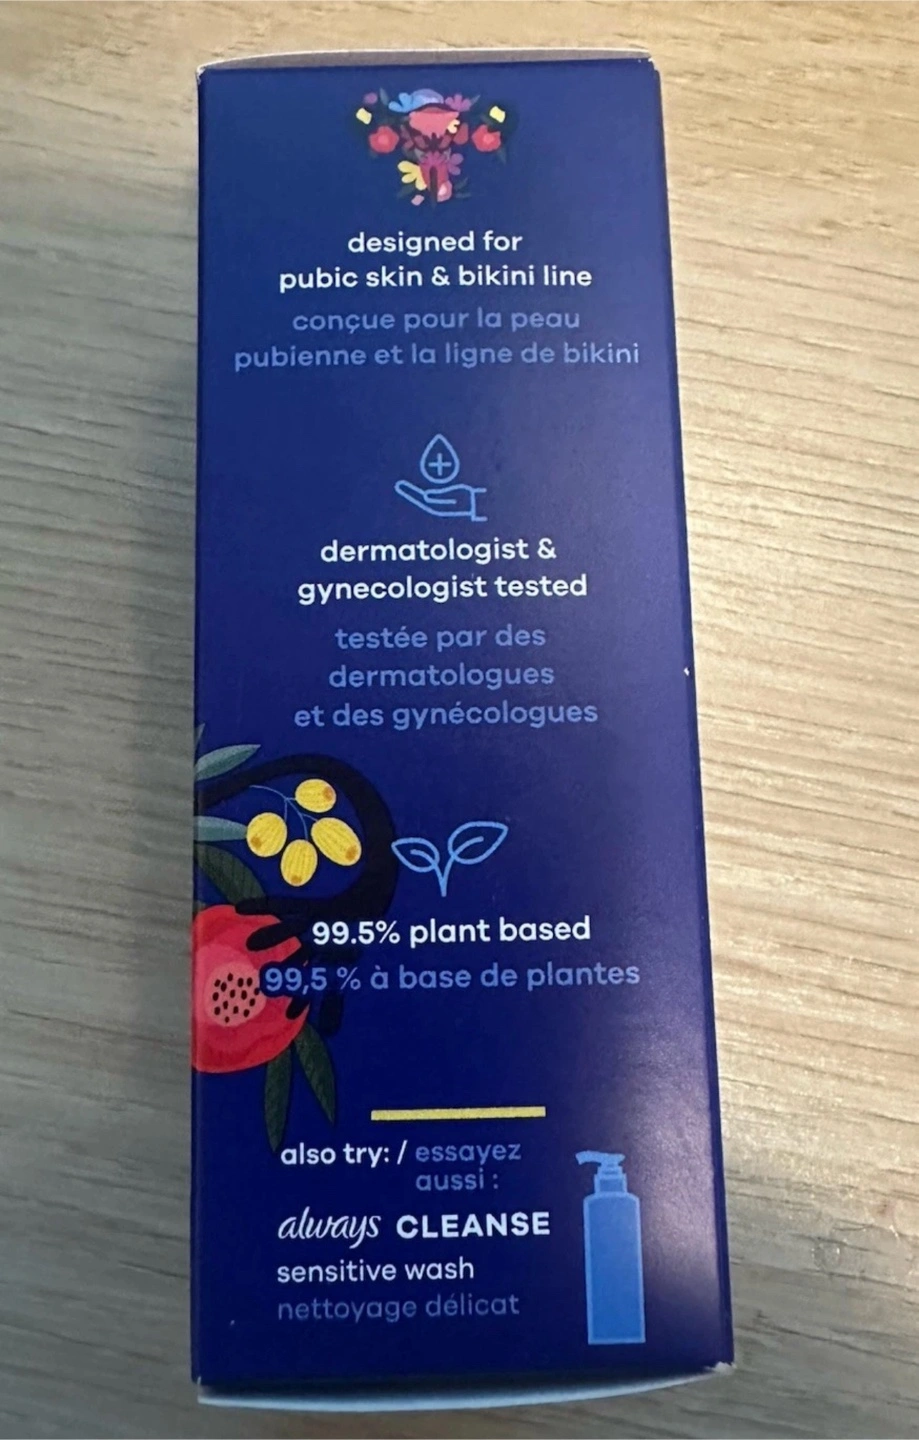 designed for
pubic skin & bikini line
conçue pour la peau
pubienne et la ligne de bikini
dermatologist &
gynecologist tested
testée par des
dermatologues
et des gynécologues
99.5% plant based
99,5 % à base de plantes
also try: / essayez
aussi :
always CLEANSE
sensitive wash
nettoyage délicat